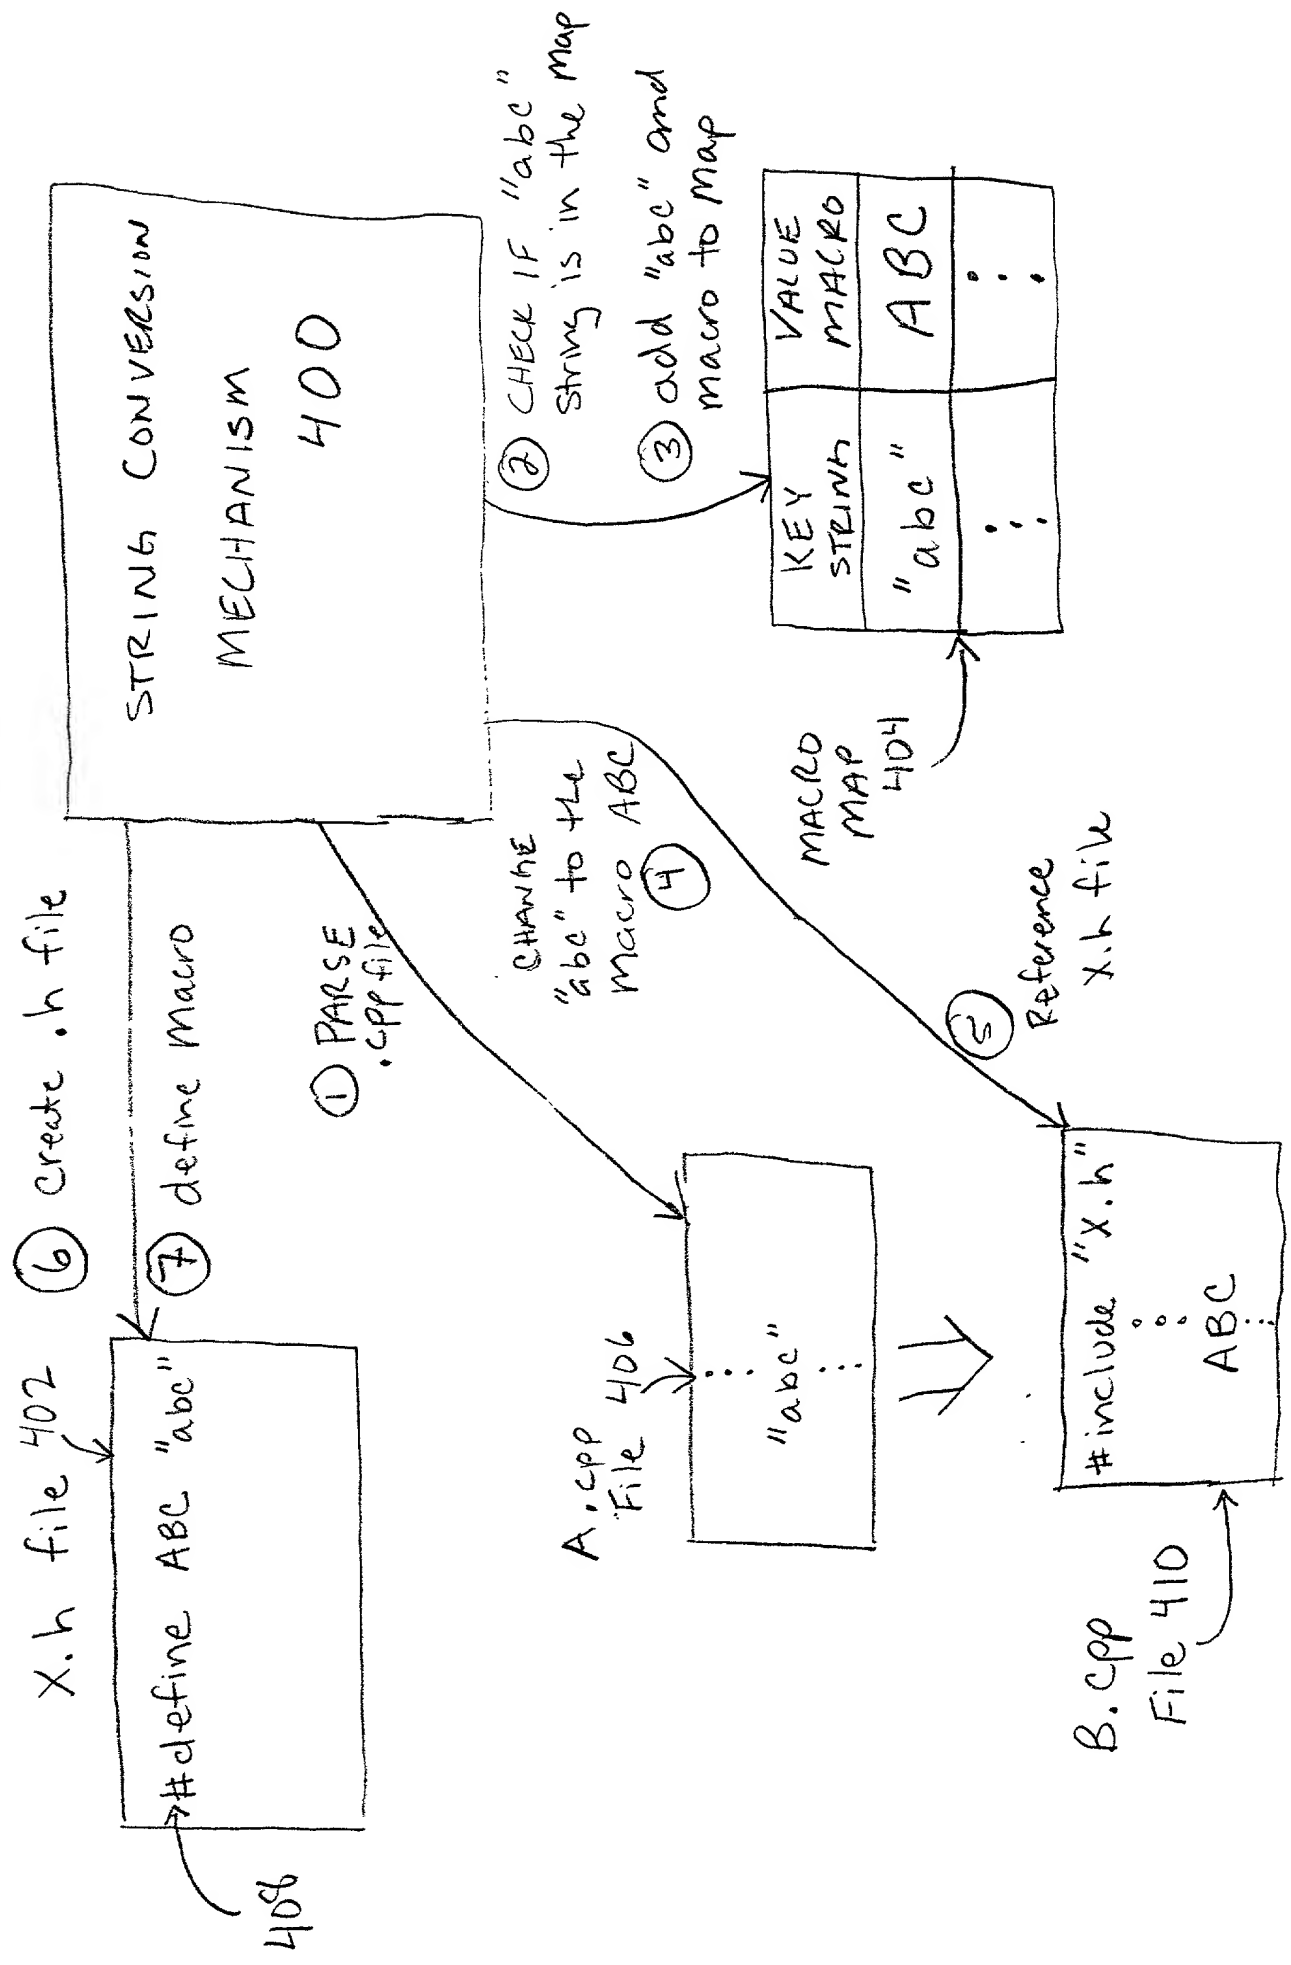 X.h file 402
⑥ create .h file
⑦ define macro
#define ABC "abc"
408
STRING CONVERSION
MECHANISM
400
① PARSE
.cpp file
② CHECK IF "abc"
string is in the map
③ add "abc" and
macro to map
CHANGE
"abc" to the
macro ABC
④
A.cpp
File 406
"abc"
KEY
STRING
VALUE
MACRO
"abc"
ABC
MACRO
MAP
404
⑤
Reference
X.h file
#include "X.h"
ABC
B.cpp
File 410